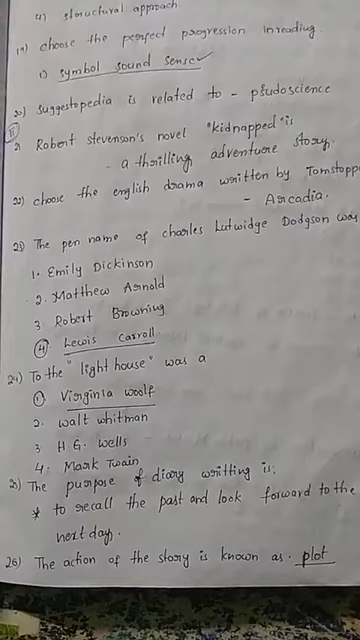 4) structural approach
19) choose the perfect progression in reading.
1) symbol sound sense ✓
20) Suggestopedia is related to - pseudoscience
21) Robert Stevenson's novel "kidnapped" is
- a thrilling adventure story.
22) choose the english drama written by Tomstopp
- Arcadia.
23) The pen name of charles Lutwidge Dodgson was
1. Emily Dickinson
2. Matthew Arnold
3. Robert Browning
4) Lewis Carroll
24) To the "light house" was a
1. Virginia woolf
2. walt whitman
3 H.G. Wells
4. Mark Twain
25) The purpose of diary writting is;
* to recall the past and look forward to the
next day.
26) The action of the story is known as. plot